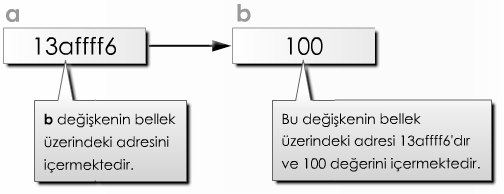 a
b
13affff6
100
b değişkenin bellek
üzerindeki adresini
içermektedir.
Bu değişkenin bellek
üzerindeki adresi 13affff6'dır
ve 100 değerini içermektedir.